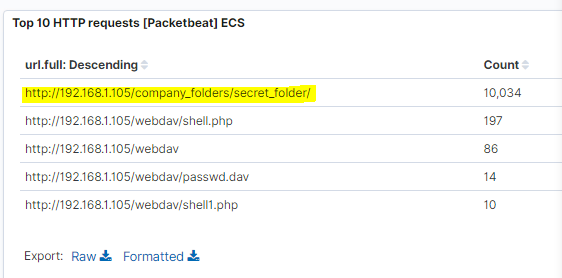 Top 10 HTTP requests [Packetbeat] ECS
url.full: Descending Count
http://192.168.1.105/company_folders/secret_folder/ 10,034
http://192.168.1.105/webdav/shell.php 197
http://192.168.1.105/webdav 86
http://192.168.1.105/webdav/passwd.dav 14
http://192.168.1.105/webdav/shell1.php 10
Export: Raw Formatted